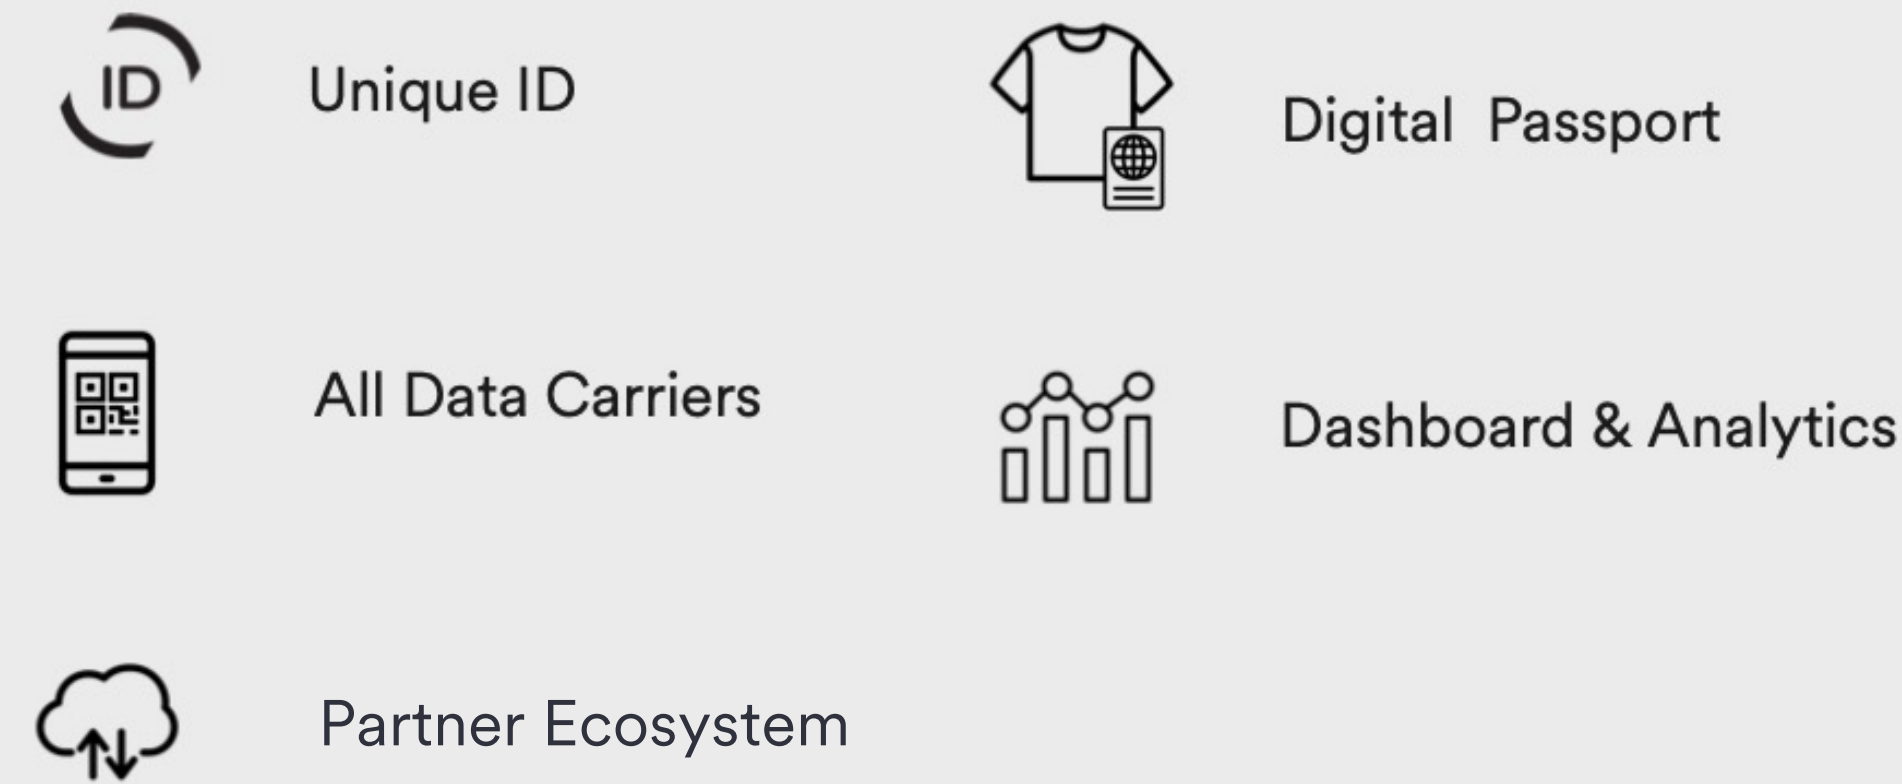 ID
Unique ID
Digital Passport
All Data Carriers
Dashboard & Analytics
Partner Ecosystem